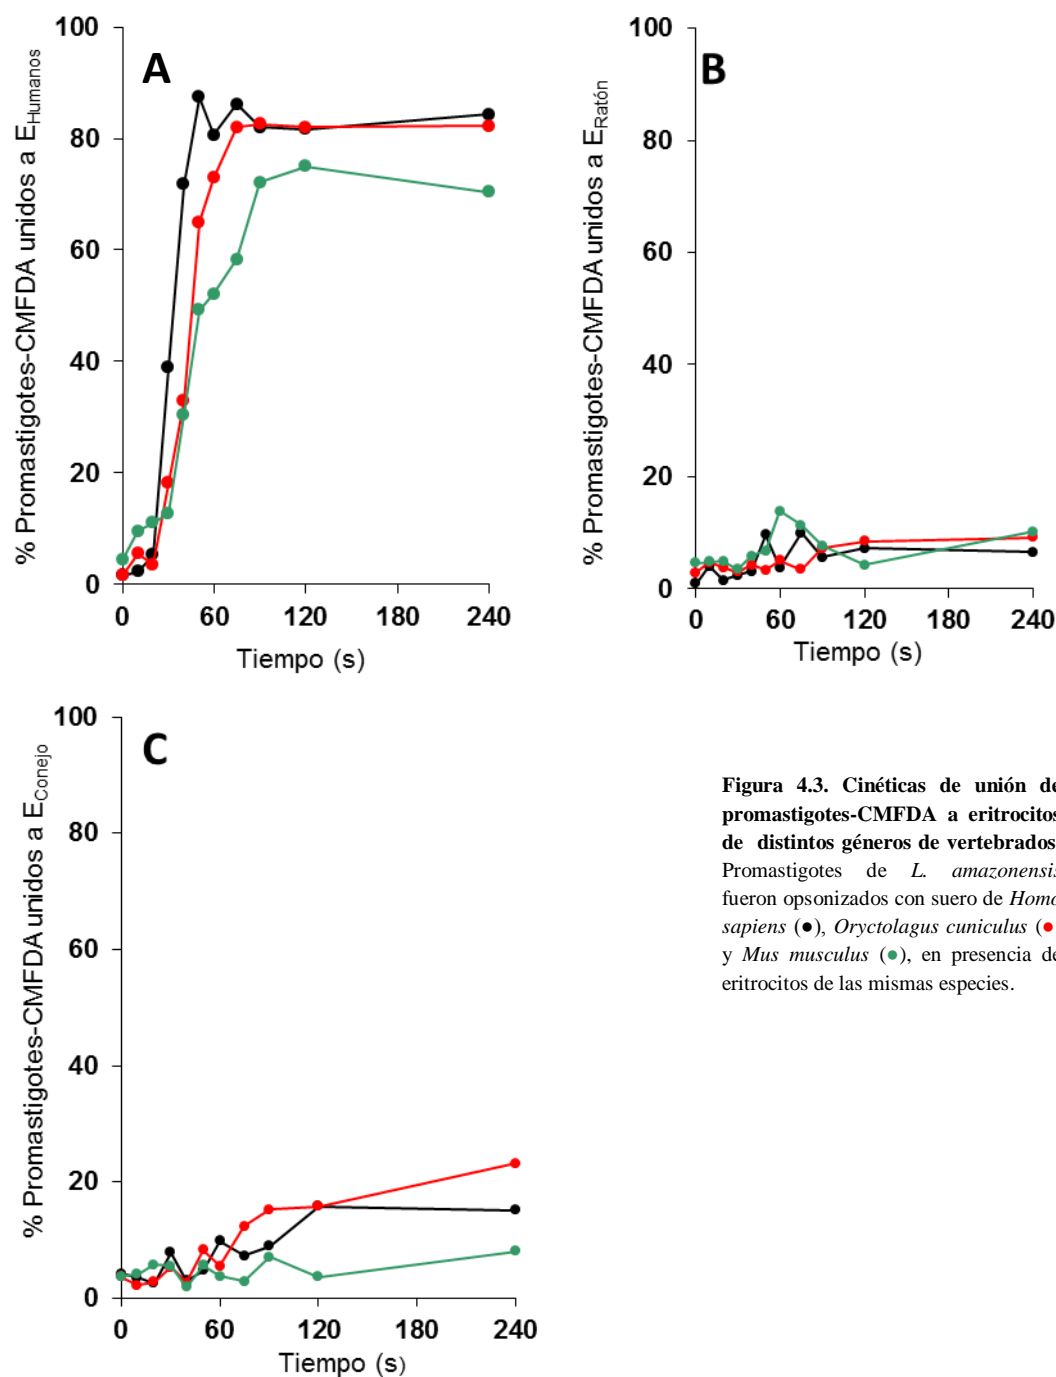 A
% Promastigotes-CMFDA unidos a EHumanos
100
80
60
40
20
0
0 60 120 180 240
Tiempo (s)
B
% Promastigotes-CMFDA unidos a ERatón
100
80
60
40
20
0
0 60 120 180 240
Tiempo (s)
C
% Promastigotes-CMFDA unidos a EConejo
100
80
60
40
20
0
0 60 120 180 240
Tiempo (s)
Figura 4.3. Cinéticas de unión de
promastigotes-CMFDA a eritrocitos
de distintos géneros de vertebrados
Promastigotes de L. amazonensis
fueron opsonizados con suero de Homo
sapiens (●), Oryctolagus cuniculus (●
y Mus musculus (●), en presencia de
eritrocitos de las mismas especies.